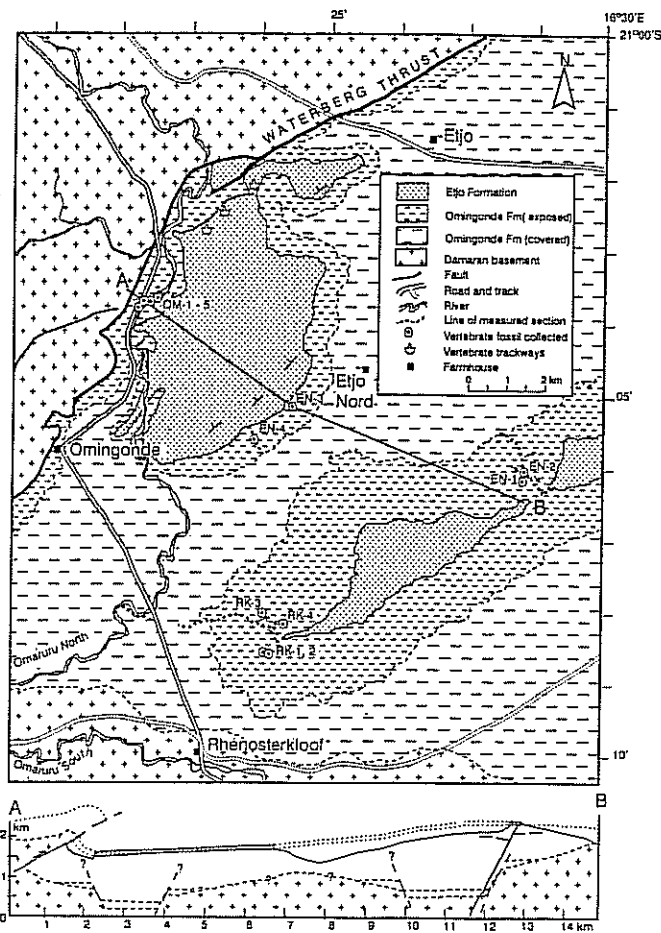 25'
16°30'E
21°00'S
N
WATERBERG THRUST
Etjo
Etjo Formation
Omingonde Fm (exposed)
Omingonde Fm (covered)
Damaran basement
Fault
Road and track
River
Line of measured section
Vertebrate fossil collected
Vertebrate trackways
Farmhouse
0 1 2 km
A
OM-1 - 5
Etjo
Nord
05'
EN-4
Omingonde
EN-2
EN-1
B
RK-3
RK-1, 2
Omaruru North
Rhenosterkloof
Omaruru South
10'
A
B
km
2
1
0
? ? ? ? ? ?
1 2 3 4 5 6 7 8 9 10 11 12 13 14 km